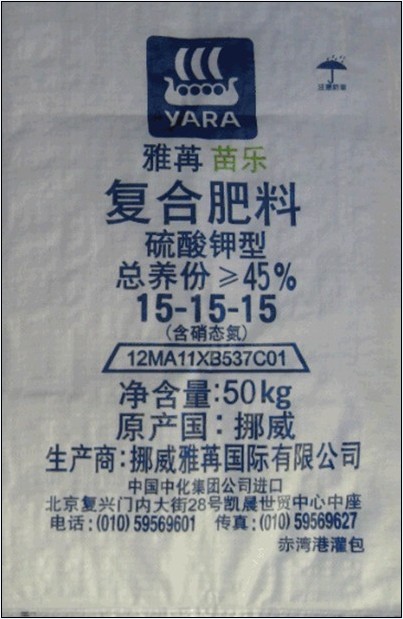 YARA
注意防潮
雅苒 苗乐
复合肥料
硫酸钾型
总养份≥45%
15-15-15
(含硝态氮)
12MA11XB537C01
净含量:50kg
原产国:挪威
生产商:挪威雅苒国际有限公司
中国中化集团公司进口
北京复兴门内大街28号凯晨世贸中心中座
电话:(010) 59569601 传真:(010) 59569627
赤湾港灌包